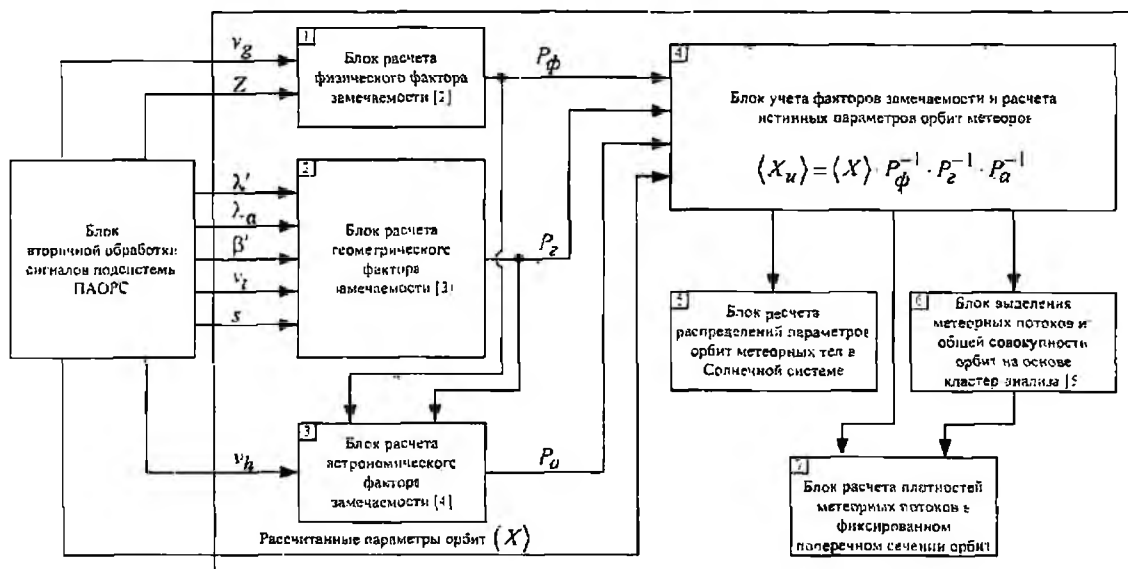 v_g
Z
1
Блок расчета
физического фактора
замечаемости [2]
P_ф
4
Блок учета факторов замечаемости и расчета
истинных параметров орбит метеоров
⟨X_u⟩ = ⟨X⟩ · P_ф^{-1} · P_г^{-1} · P_a^{-1}
Блок
вторичной обработки
сигналов подсистемы
ПАОРС
λ'
λ_a
β'
v_t
s
2
Блок расчета
геометрического
фактора
замечаемости [3]
P_г
5
Блок расчета
распределений параметров
орбит метеорных тел в
Солнечной системе
6
Блок выделения
метеорных потоков и
общей совокупности
орбит на основе
кластер анализа [5
v_h
3
Блок расчета
астрономического
фактора
замечаемости [4]
P_a
7
Блок расчета плотностей
метеорных потоков в
фиксированном
поперечном сечении орбит
Рассчитанные параметры орбит (X)